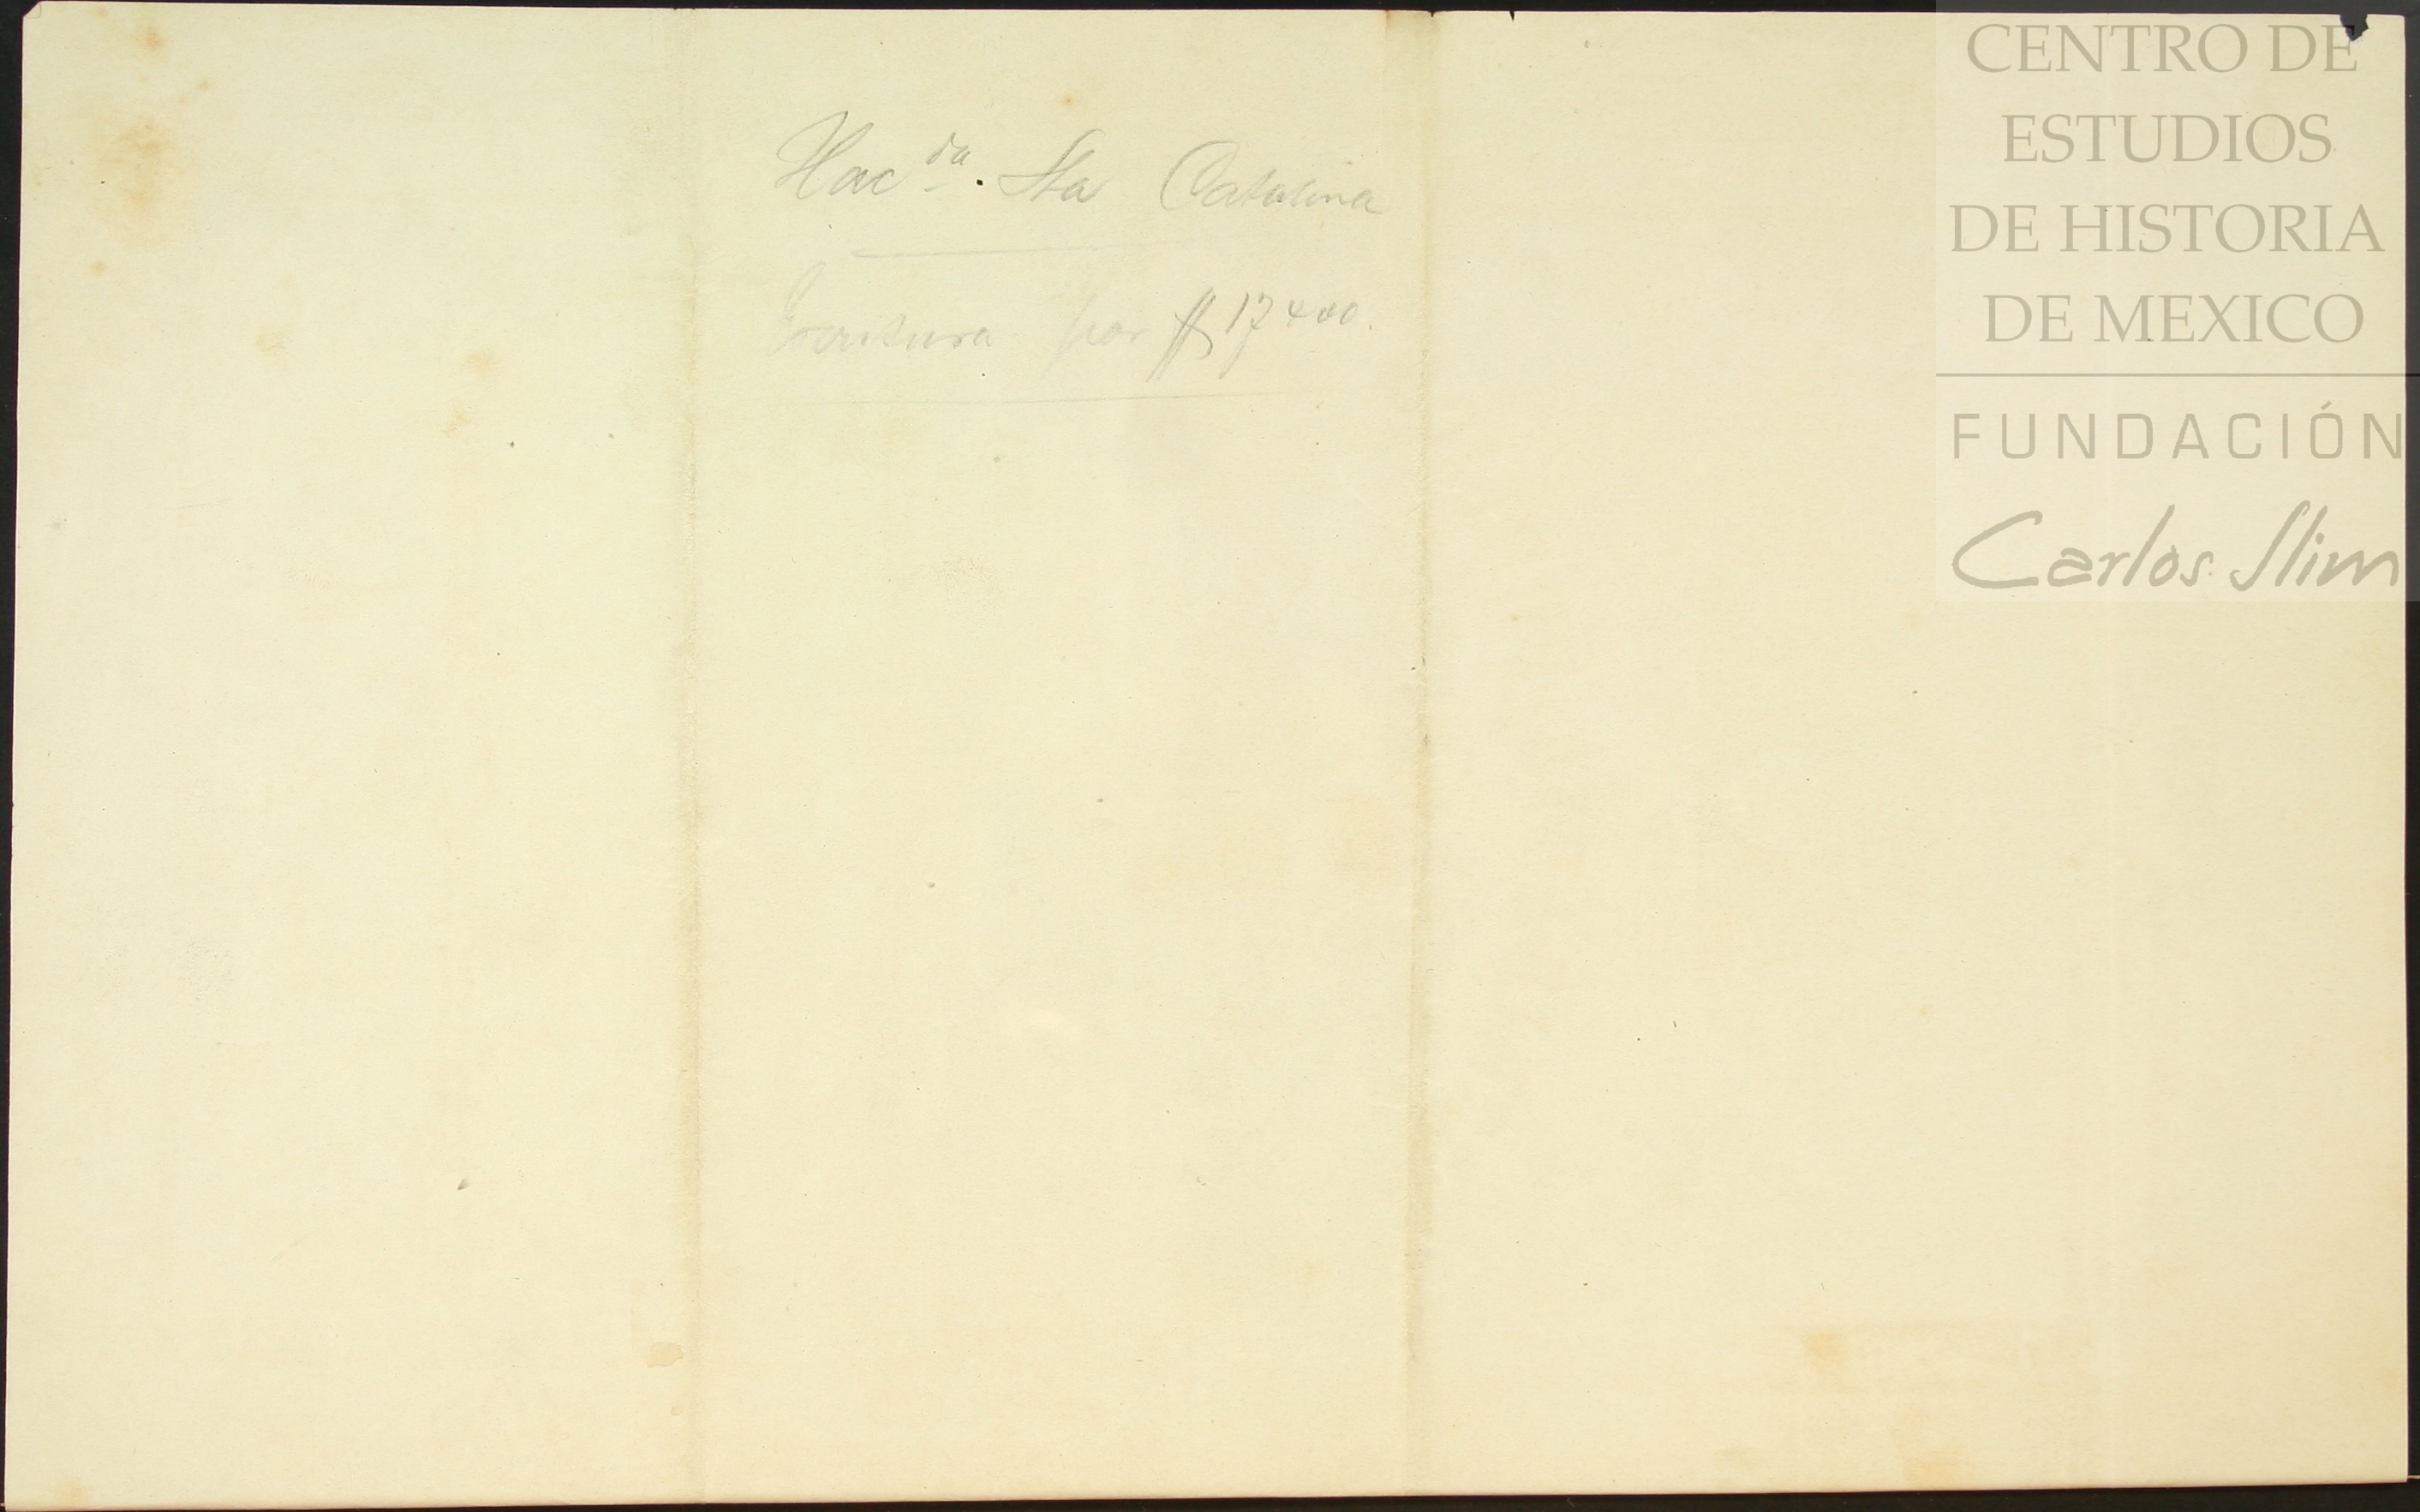 Hac^da. Sta Catalina
Escritura por $17400.
CENTRO DE
ESTUDIOS
DE HISTORIA
DE MEXICO
FUNDACIÓN
Carlos Slim